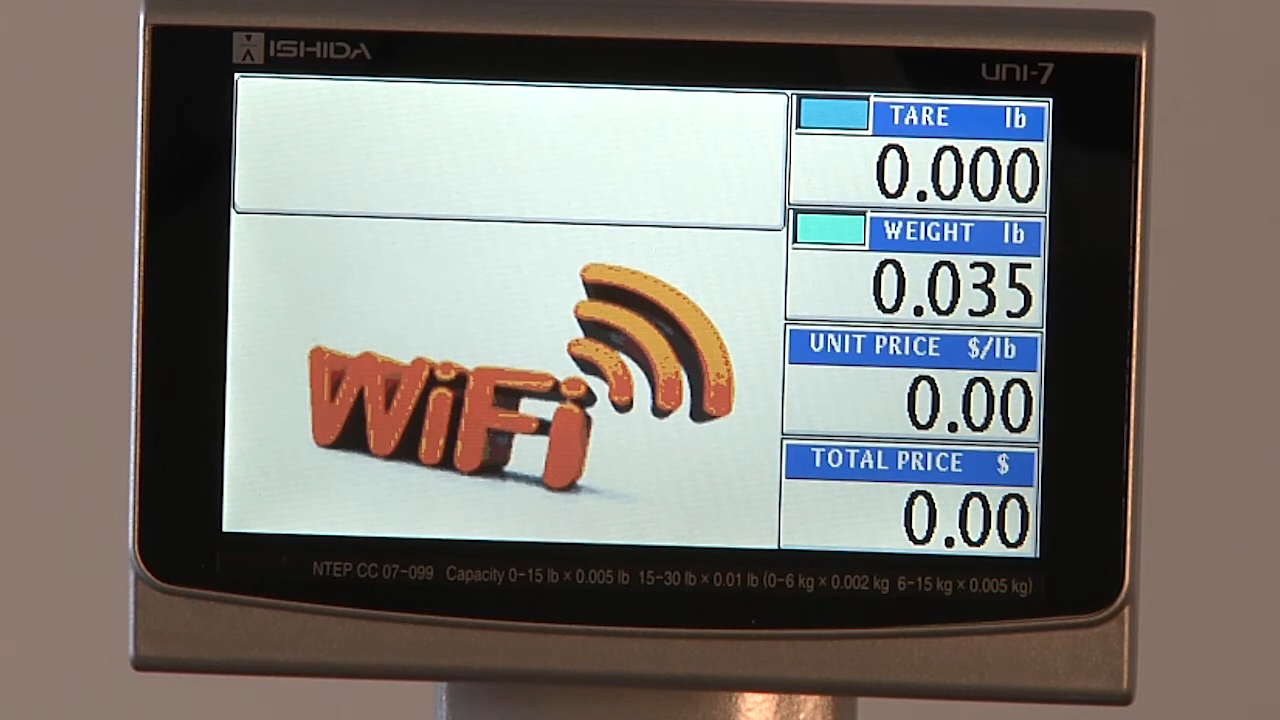 ISHIDA
UNI-7
TARE lb
0.000
WEIGHT lb
0.035
UNIT PRICE $/lb
0.00
TOTAL PRICE $
0.00
WiFi
NTEP CC 07-099 Capacity 0-15 lb × 0.005 lb 15-30 lb × 0.01 lb (0-6 kg × 0.002 kg 6-15 kg × 0.005 kg)